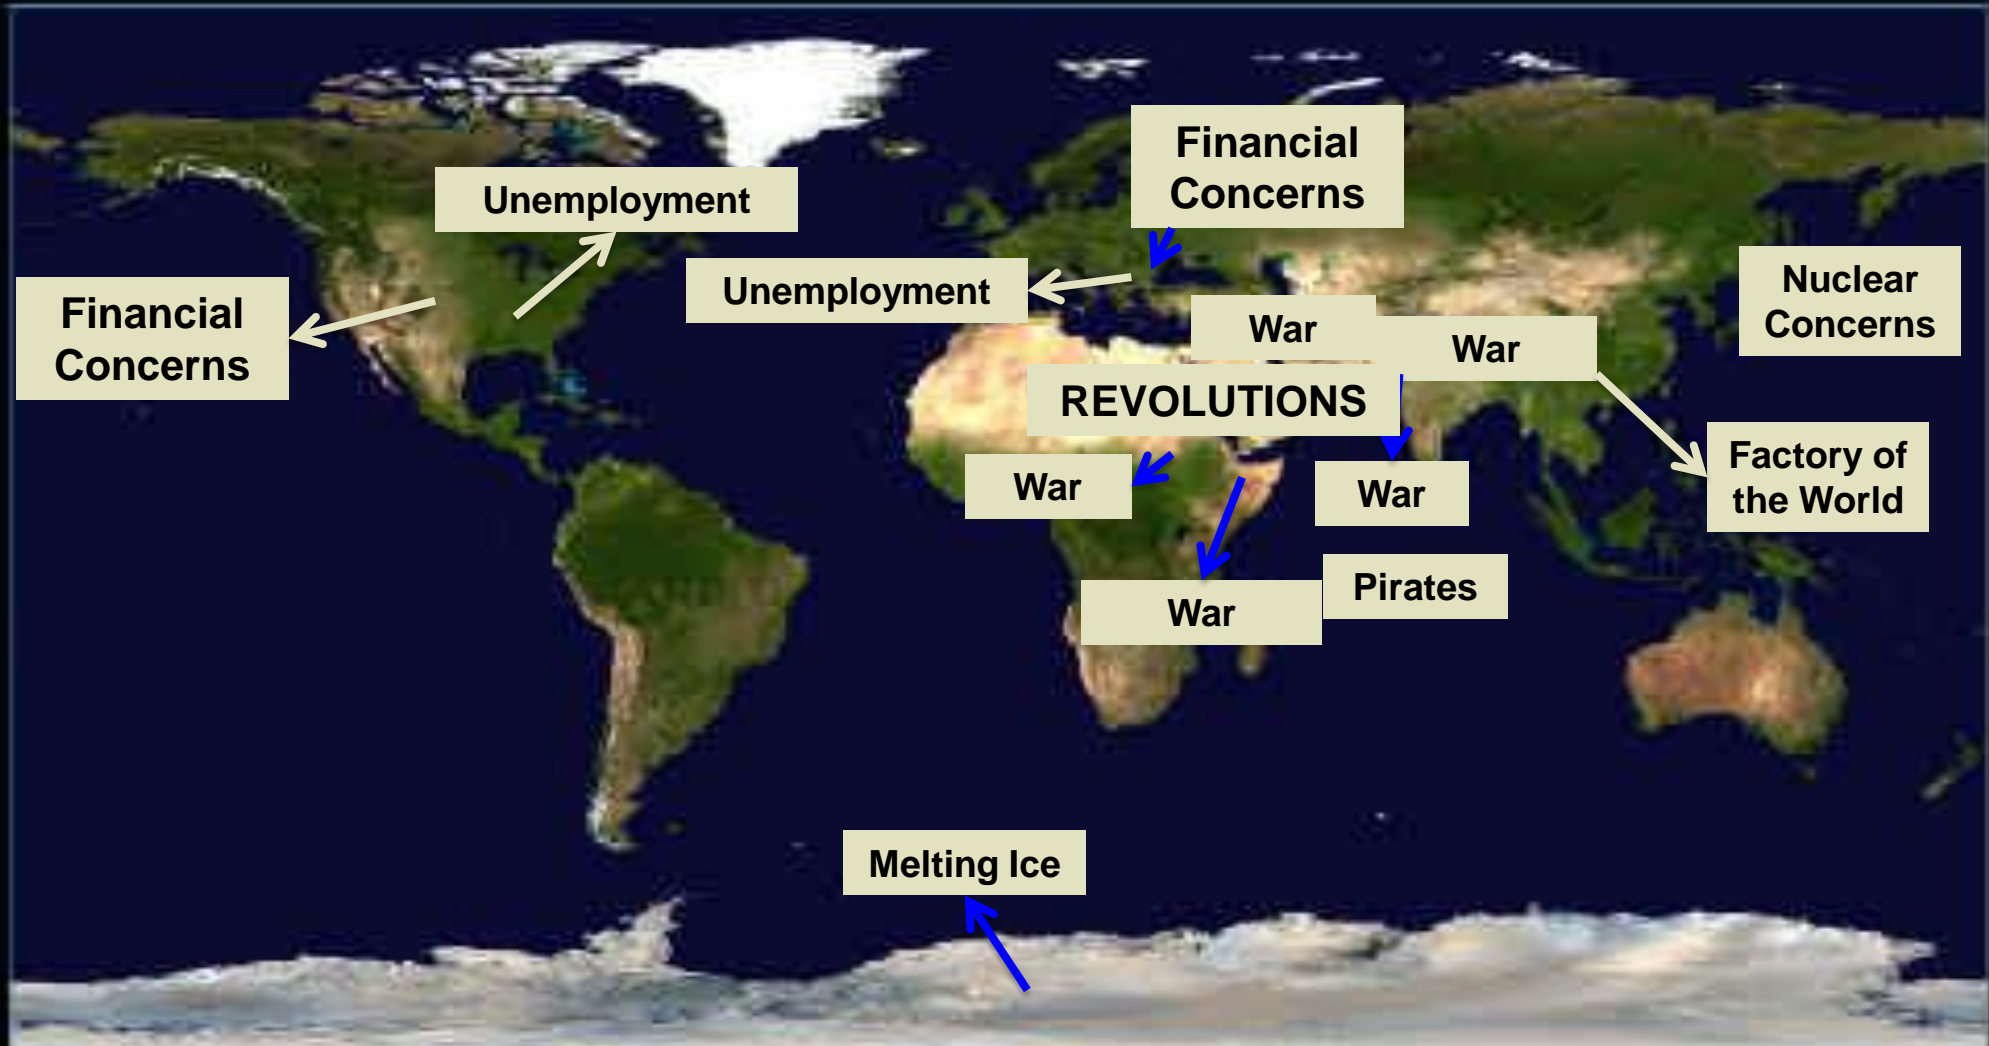 Financial
Concerns
Unemployment
Unemployment
Financial
Concerns
Nuclear
Concerns
War
War
REVOLUTIONS
War
War
Factory of
the World
War
Pirates
Melting Ice